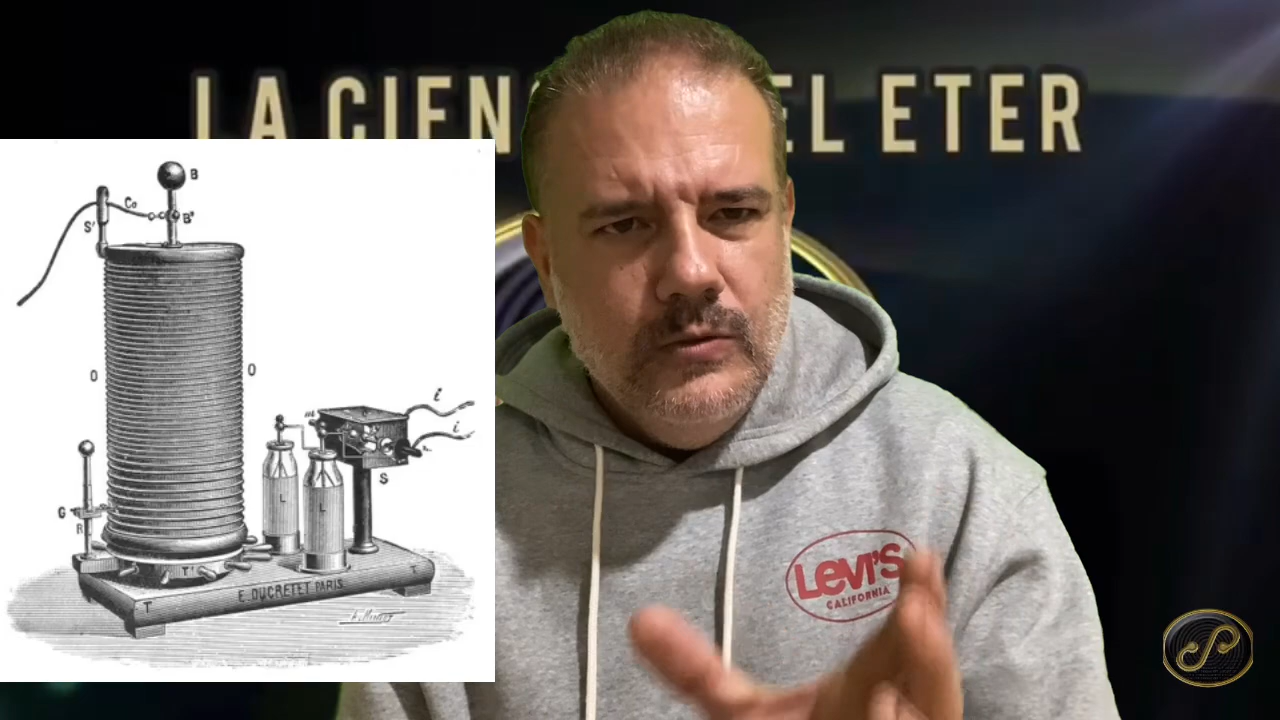 LA CIEN EL ETER
B
Co
B'
S'
O O
m
i
i
L
L
S
G
R
T'
T
E. DUCRETET PARIS
T
LEVI'S
CALIFORNIA